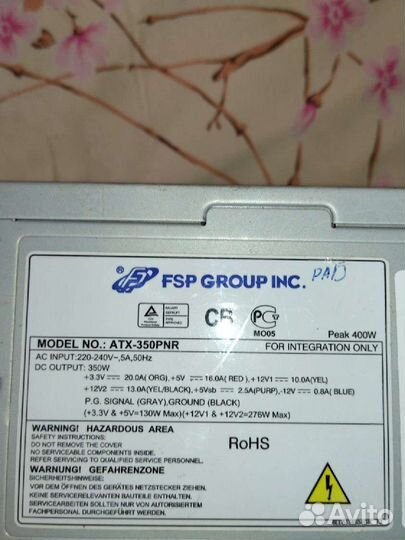 FSP GROUP INC. PAD
CE
MO05
Peak 400W
MODEL NO.: ATX-350PNR
FOR INTEGRATION ONLY
AC INPUT:220-240V~,5A,50Hz
DC OUTPUT: 350W
+3.3V ⎓ 20.0A (ORG), +5V ⎓ 16.0A( RED ), +12V1 ⎓ 10.0A(YE)
+12V2 ⎓ 13.0A(YEL/BLACK), +5Vsb ⎓ 2.5A(PURP),-12V ⎓ 0.8A( BLUE)
P.G. SIGNAL (GRAY),GROUND (BLACK)
(+3.3V & +5V=130W Max)(+12V1 & +12V2=276W Max)
WARNING! HAZARDOUS AREA
SAFETY INSTRUCTIONS:
DO NOT REMOVE THE COVER
NO SERVICEABLE COMPONENTS INSIDE.
REFER SERVICING TO QUALIFIED SERVICE PERSONNEL.
RoHS
WARNUNG! GEFAHRENZONE
SICHERHEITSHINWEISE:
VOR DEM ÖFFNEN DES GERÄTES NETZSTECKER ZIEHEN.
KEINE WARTUNGSRELEVANTEN BAUTEILE ENTHALTEN.
SERVICEARBEITEN SOLLTEN NUR VON AUTORISIERTEM
FACHPERSONAL DURCHGEFÜHRT WERDEN.
Avito